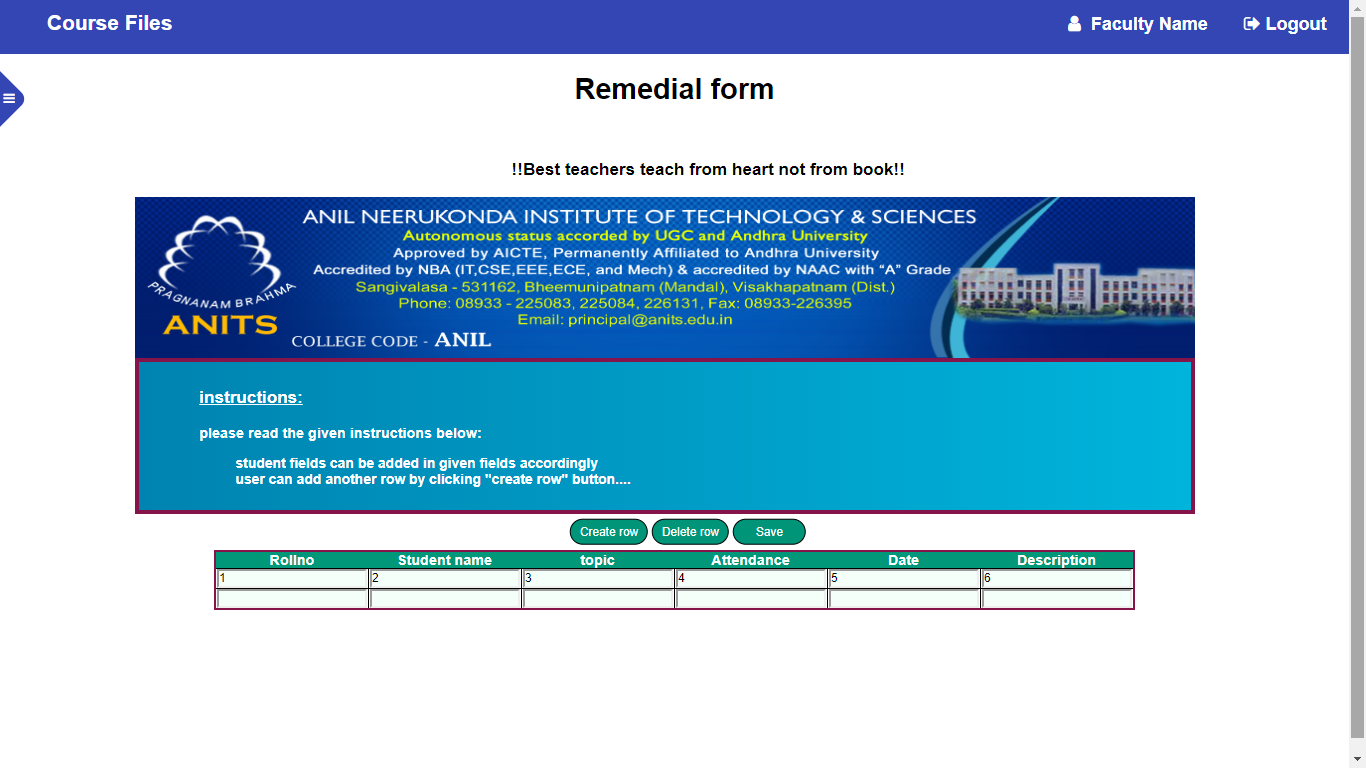 Course Files
Faculty Name
Logout
Remedial form
!!Best teachers teach from heart not from book!!
ANIL NEERUKONDA INSTITUTE OF TECHNOLOGY & SCIENCES
Autonomous status accorded by UGC and Andhra University
Approved by AICTE, Permanently Affiliated to Andhra University
Accredited by NBA (IT,CSE,EEE,ECE, and Mech) & accredited by NAAC with “A” Grade
Sangivalasa - 531162, Bheemunipatnam (Mandal), Visakhapatnam (Dist.)
Phone: 08933 - 225083, 225084, 226131, Fax: 08933-226395
Email: principal@anits.edu.in
PRAGNANAM BRAHMA
ANITS
COLLEGE CODE - ANIL
instructions:
please read the given instructions below:
student fields can be added in given fields accordingly
user can add another row by clicking "create row" button....
Create row Delete row Save
Rollno Student name topic Attendance Date Description
1 2 3 4 5 6